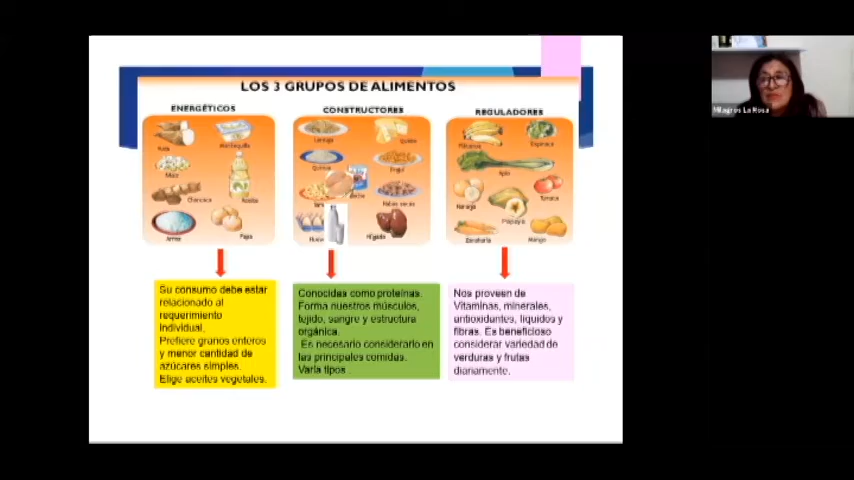 LOS 3 GRUPOS DE ALIMENTOS
ENERGÉTICOS
CONSTRUCTORES
REGULADORES
Yuca
Mantequilla
Maíz
Chancaca
Aceite
Arroz
Papa
Lenteja
Queso
Quinua
Frijol
Habas secas
Hígado
Plátanos
Espinaca
Apio
Naranja
Papaya
Tomate
Zanahoria
Mango
Su consumo debe estar
relacionado al
requerimiento
individual.
Prefiere granos enteros
y menor cantidad de
azúcares simples.
Elige aceites vegetales.
Conocidas como proteínas.
Forma nuestros músculos,
tejido, sangre y estructura
orgánica.
Es necesario considerarlo en
las principales comidas.
Varía tipos .
Nos proveen de
Vitaminas, minerales,
antioxidantes, líquidos y
fibras. Es beneficioso
considerar variedad de
verduras y frutas
diariamente.
Milagros La Rosa